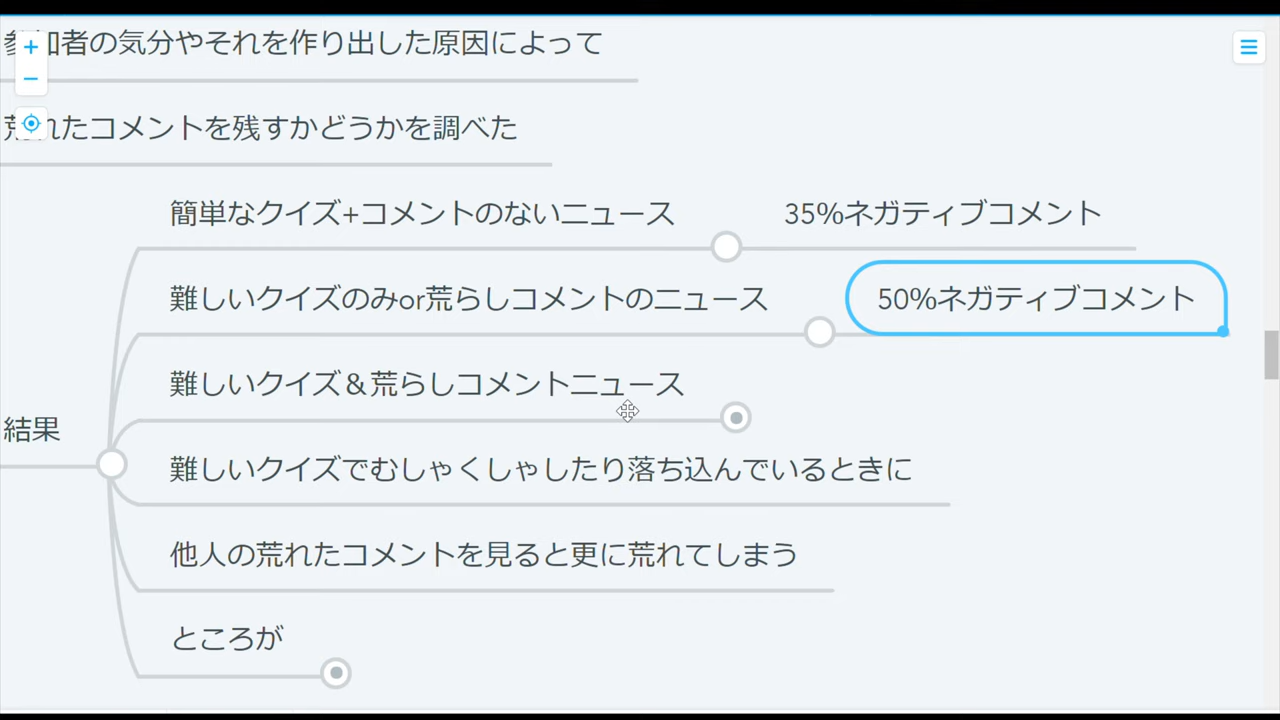 加者の気分やそれを作り出した原因によって
れたコメントを残すかどうかを調べた
簡単なクイズ+コメントのないニュース
35%ネガティブコメント
難しいクイズのみor荒らしコメントのニュース
50%ネガティブコメント
難しいクイズ＆荒らしコメントニュース
結果
難しいクイズでむしゃくしゃしたり落ち込んでいるときに
他人の荒れたコメントを見ると更に荒れてしまう
ところが